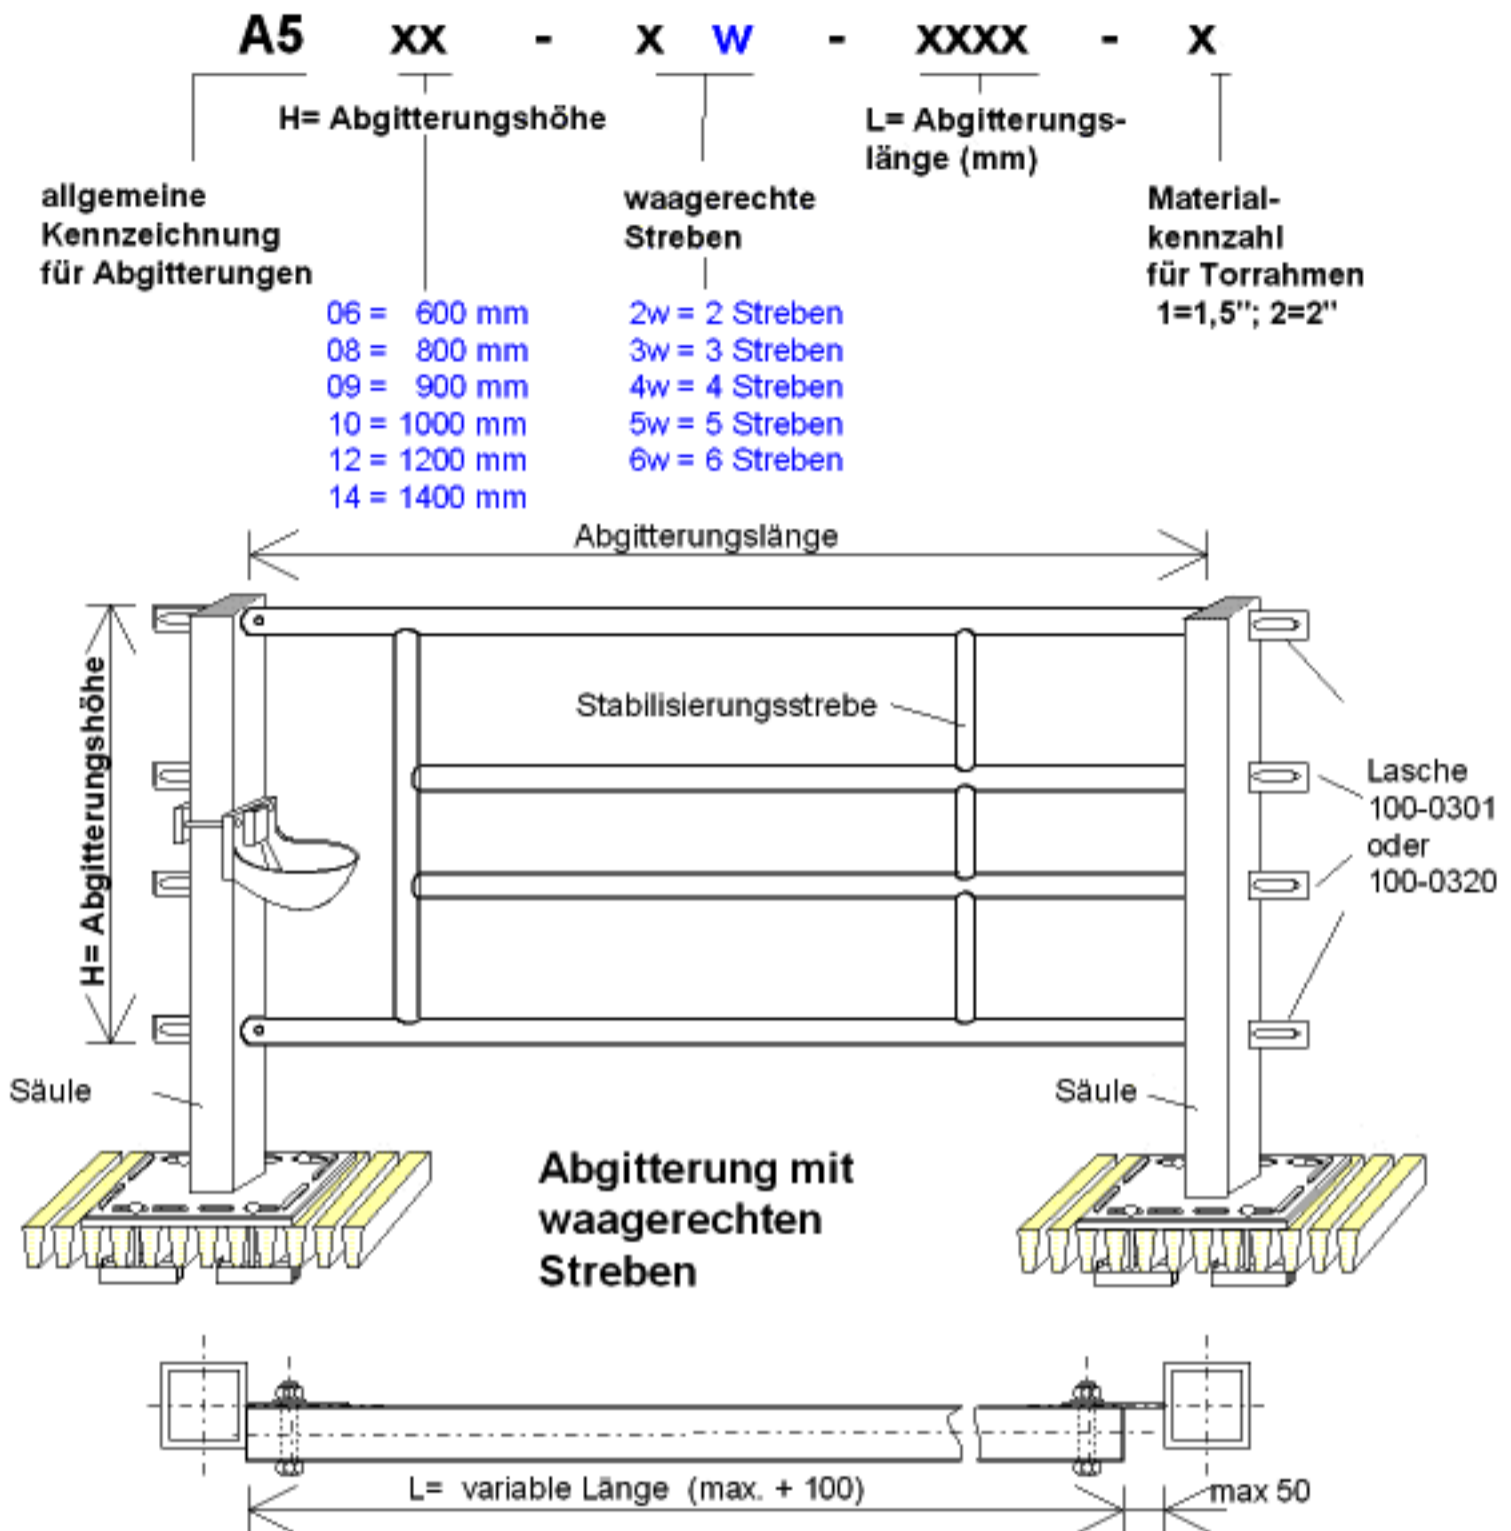 A5 xx - x w - xxxx - x
H= Abgitterungshöhe
L= Abgitterungs-
länge (mm)
allgemeine
Kennzeichnung
für Abgitterungen
waagerechte
Streben
Material-
kennzahl
für Torrahmen
1=1,5"; 2=2"
06 = 600 mm
08 = 800 mm
09 = 900 mm
10 = 1000 mm
12 = 1200 mm
14 = 1400 mm
2w = 2 Streben
3w = 3 Streben
4w = 4 Streben
5w = 5 Streben
6w = 6 Streben
Abgitterungslänge
H= Abgitterungshöhe
Stabilisierungsstrebe
Lasche
100-0301
oder
100-0320
Säule
Säule
Abgitterung mit
waagerechten
Streben
L= variable Länge (max. + 100)
max 50